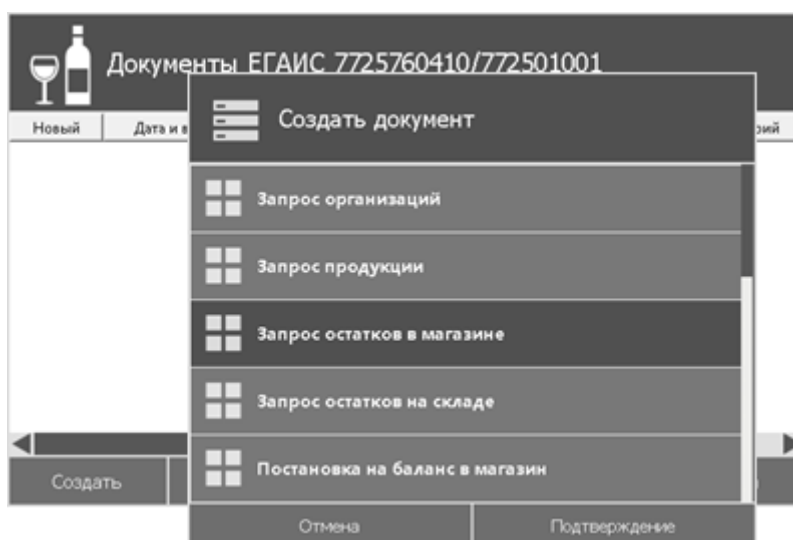 Документы ЕГАИС 7725760410/772501001
Создать документ
Новый Дата и в
рий
Запрос организаций
Запрос продукции
Запрос остатков в магазине
Запрос остатков на складе
Постановка на баланс в магазин
Создать
Отмена Подтверждение